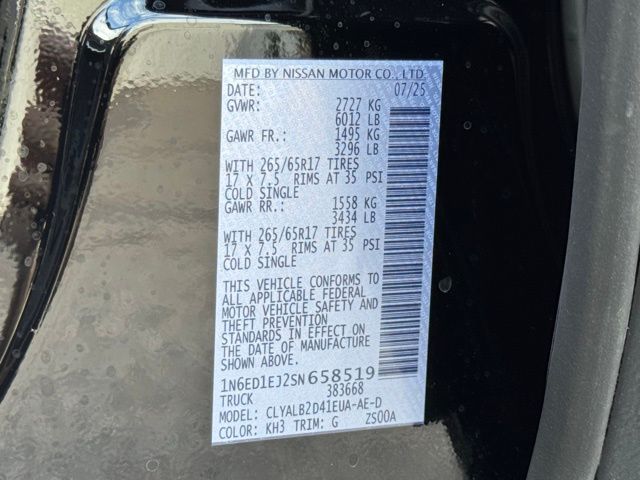 MFD BY NISSAN MOTOR CO., LTD.
DATE: 07/25
GVWR: 2727 KG
6012 LB
GAWR FR.: 1495 KG
3296 LB
WITH 265/65R17 TIRES
17 X 7.5 RIMS AT 35 PSI
COLD SINGLE
GAWR RR.: 1558 KG
3434 LB
WITH 265/65R17 TIRES
17 X 7.5 RIMS AT 35 PSI
COLD SINGLE
THIS VEHICLE CONFORMS TO
ALL APPLICABLE FEDERAL
MOTOR VEHICLE SAFETY AND
THEFT PREVENTION
STANDARDS IN EFFECT ON
THE DATE OF MANUFACTURE
SHOWN ABOVE.
1N6ED1EJ2SN658519
TRUCK 383668
MODEL: CLYALB2D41EUA-AE-D
COLOR: KH3 TRIM: G ZS00A